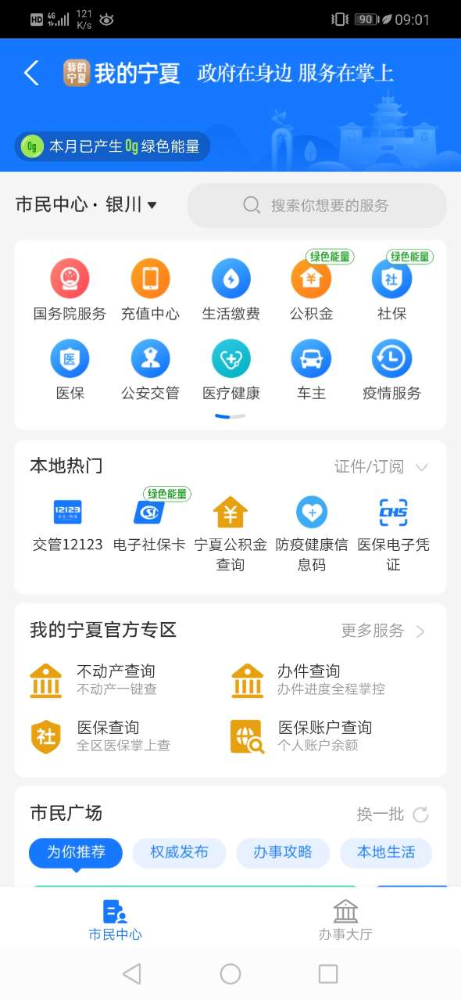 HD 4G 121 K/s 90 09:01
我的宁夏 我的宁夏 政府在身边 服务在掌上
0g 本月已产生0g绿色能量
市民中心·银川 搜索你想要的服务
绿色能量 绿色能量
国务院服务 充值中心 生活缴费 公积金 社保
医保 公安交管 医疗健康 车主 疫情服务
本地热门 证件/订阅
绿色能量
交管12123 电子社保卡 宁夏公积金 防疫健康信 医保电子凭
查询 息码 证
我的宁夏官方专区 更多服务
不动产查询 办件查询
不动产一键查 办件进度全程掌控
医保查询 医保账户查询
全区医保掌上查 个人账户余额
市民广场 换一批
为你推荐 权威发布 办事攻略 本地生活
市民中心 办事大厅